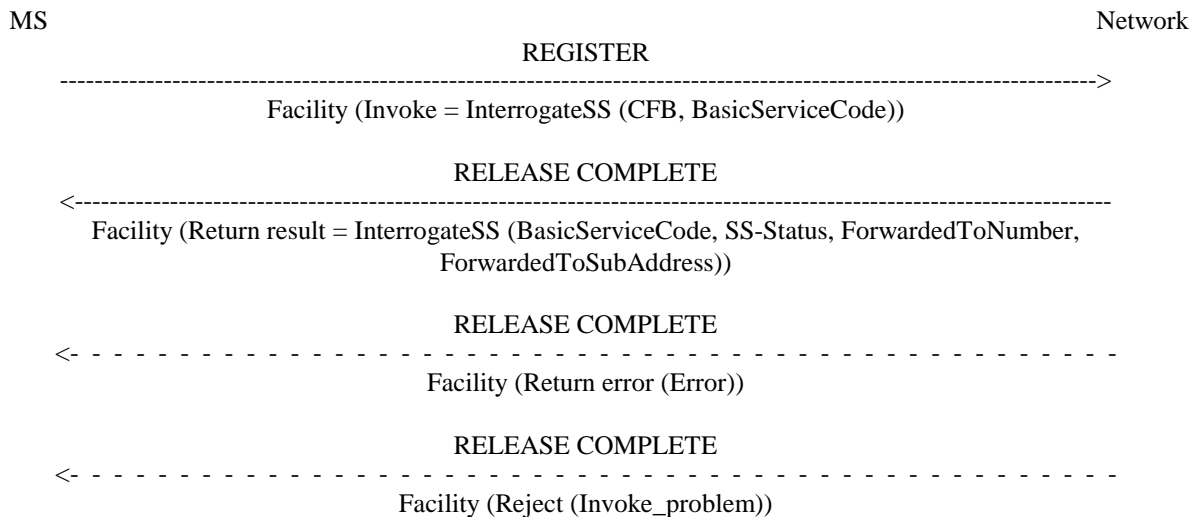 MS Network
REGISTER
Facility (Invoke = InterrogateSS (CFB, BasicServiceCode))
RELEASE COMPLETE
Facility (Return result = InterrogateSS (BasicServiceCode, SS-Status, ForwardedToNumber,
ForwardedToSubAddress))
RELEASE COMPLETE
Facility (Return error (Error))
RELEASE COMPLETE
Facility (Reject (Invoke_problem))